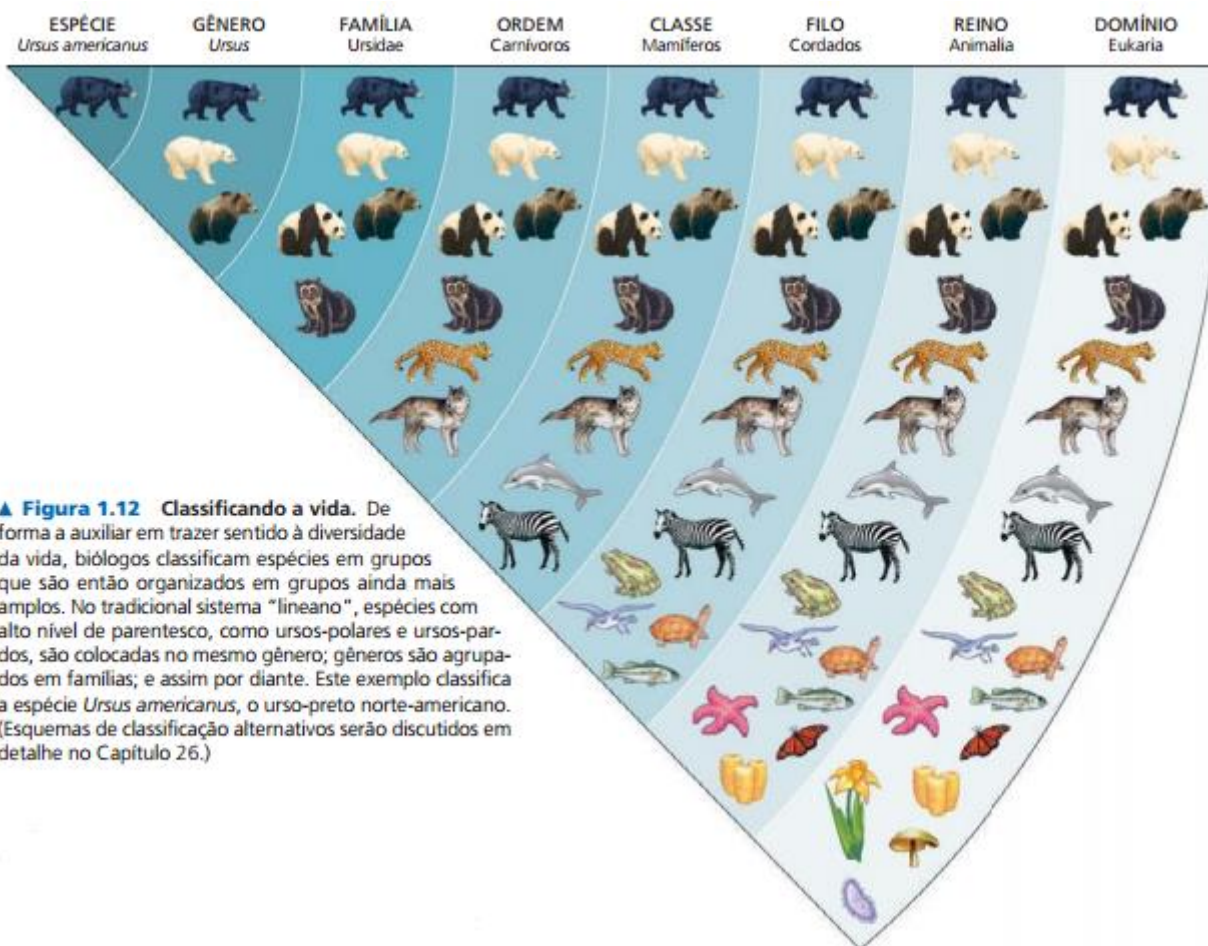 ESPÉCIE
Ursus americanus
GÊNERO
Ursus
FAMÍLIA
Ursidae
ORDEM
Carnívoros
CLASSE
Mamíferos
FILO
Cordados
REINO
Animalia
DOMÍNIO
Eukaria
▲ Figura 1.12 Classificando a vida. De
forma a auxiliar em trazer sentido à diversidade
da vida, biólogos classificam espécies em grupos
que são então organizados em grupos ainda mais
amplos. No tradicional sistema “lineano”, espécies com
alto nível de parentesco, como ursos-polares e ursos-par-
dos, são colocadas no mesmo gênero; gêneros são agrupa-
dos em famílias; e assim por diante. Este exemplo classifica
a espécie Ursus americanus, o urso-preto norte-americano.
(Esquemas de classificação alternativos serão discutidos em
detalhe no Capítulo 26.)